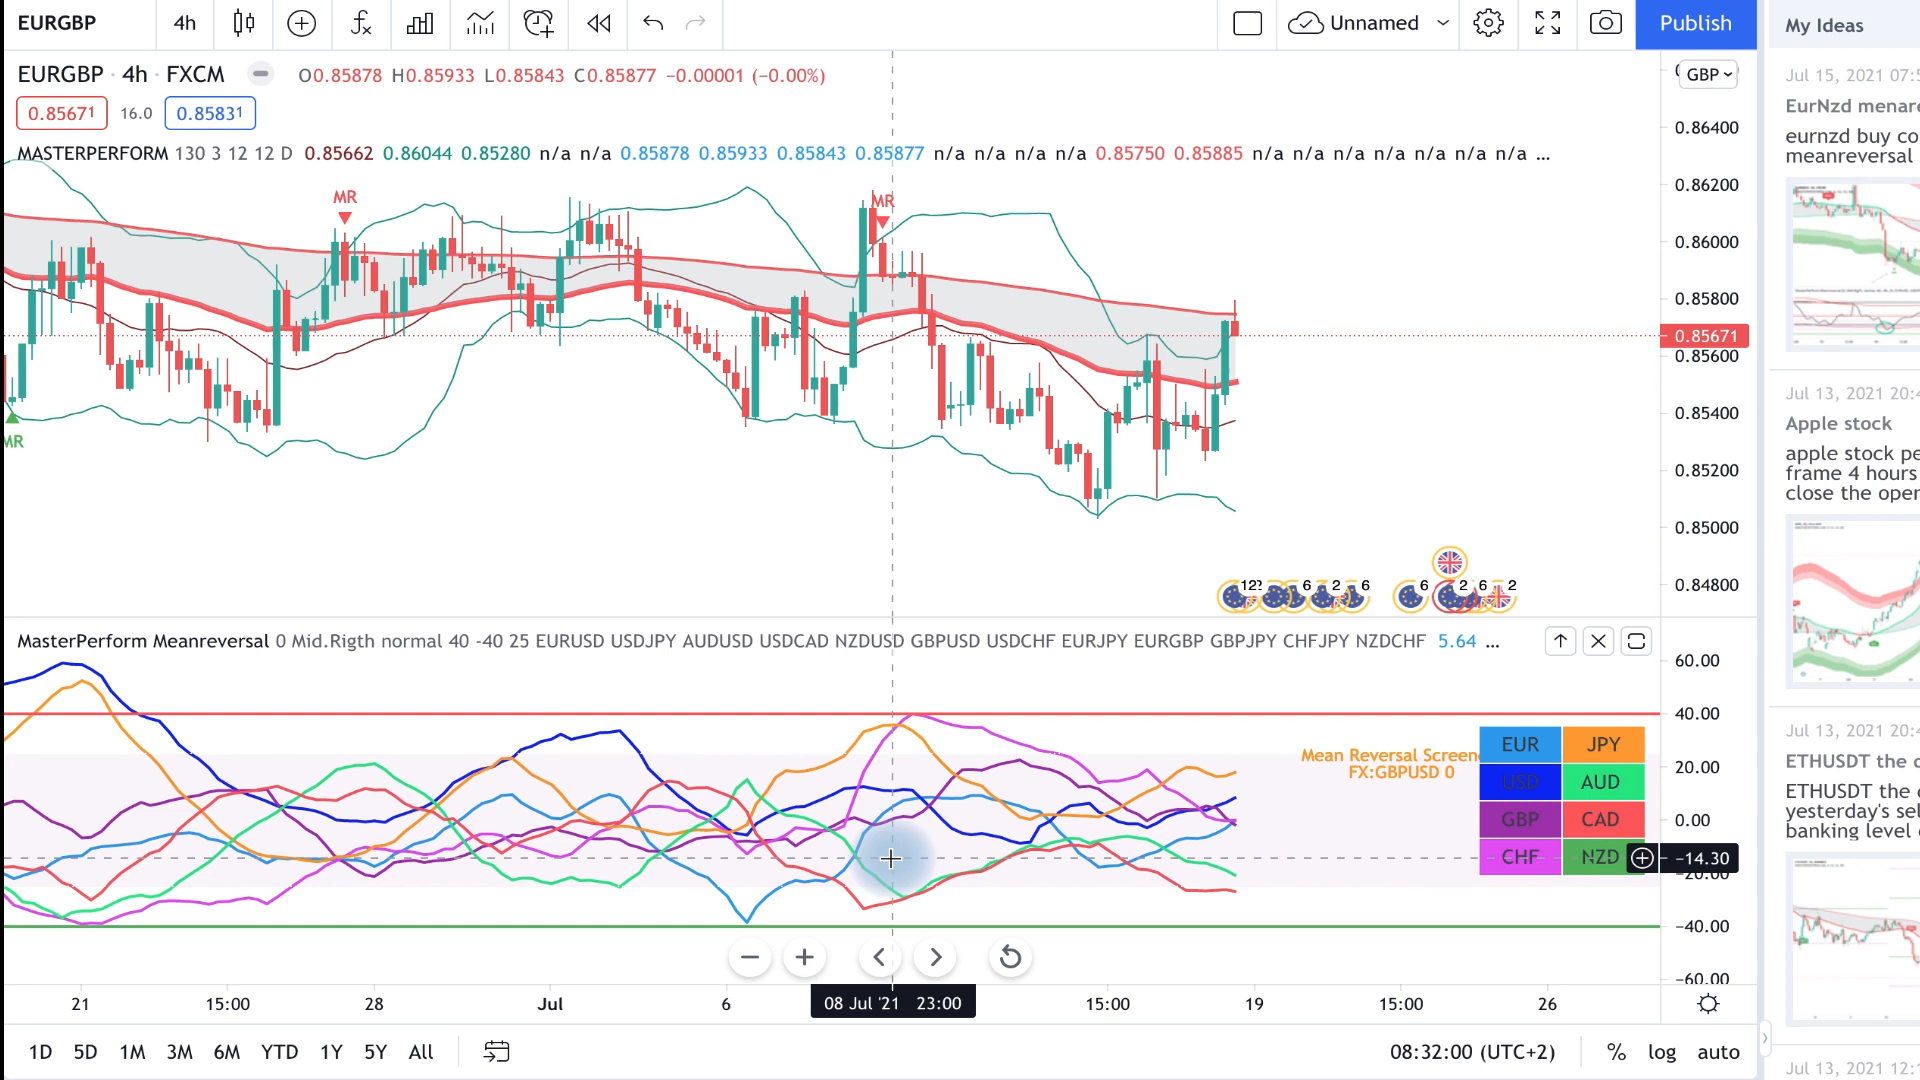 EURGBP 4h Unnamed Publish
My Ideas
EURGBP · 4h · FXCM O0.85878 H0.85933 L0.85843 C0.85877 −0.00001 (−0.00%)
GBP
0.85671 16.0 0.85831
MASTERPERFORM 130 3 12 12 D 0.85662 0.86044 0.85280 n/a n/a 0.85878 0.85933 0.85843 0.85877 n/a n/a n/a n/a 0.85750 0.85885 n/a n/a n/a n/a n/a n/a n/a ...
0.86400
0.86200
0.86000
0.85800
0.85671
0.85600
0.85400
0.85200
0.85000
0.84800
MR
MR
MR
6 2 6 6 2 6 2
MasterPerform Meanreversal 0 Mid.Rigth normal 40 -40 25 EURUSD USDJPY AUDUSD USDCAD NZDUSD GBPUSD USDCHF EURJPY EURGBP GBPJPY CHFJPY NZDCHF 5.64 ...
60.00
40.00
20.00
0.00
−14.30
−20.00
−40.00
−60.00
Mean Reversal Screen
FX:GBPUSD 0
EUR JPY
USD AUD
GBP CAD
CHF NZD
21 15:00 28 Jul 6 08 Jul '21 23:00 15:00 19 15:00 26
1D 5D 1M 3M 6M YTD 1Y 5Y All
08:32:00 (UTC+2) % log auto
Jul 15, 2021
EurNzd
eurnzd buy
meanreversal
Jul 13, 2021
Apple stock
apple stock
frame 4 hours
close the
Jul 13, 2021
ETHUSDT the
ETHUSDT the
yesterday's
banking level
Jul 13, 2021